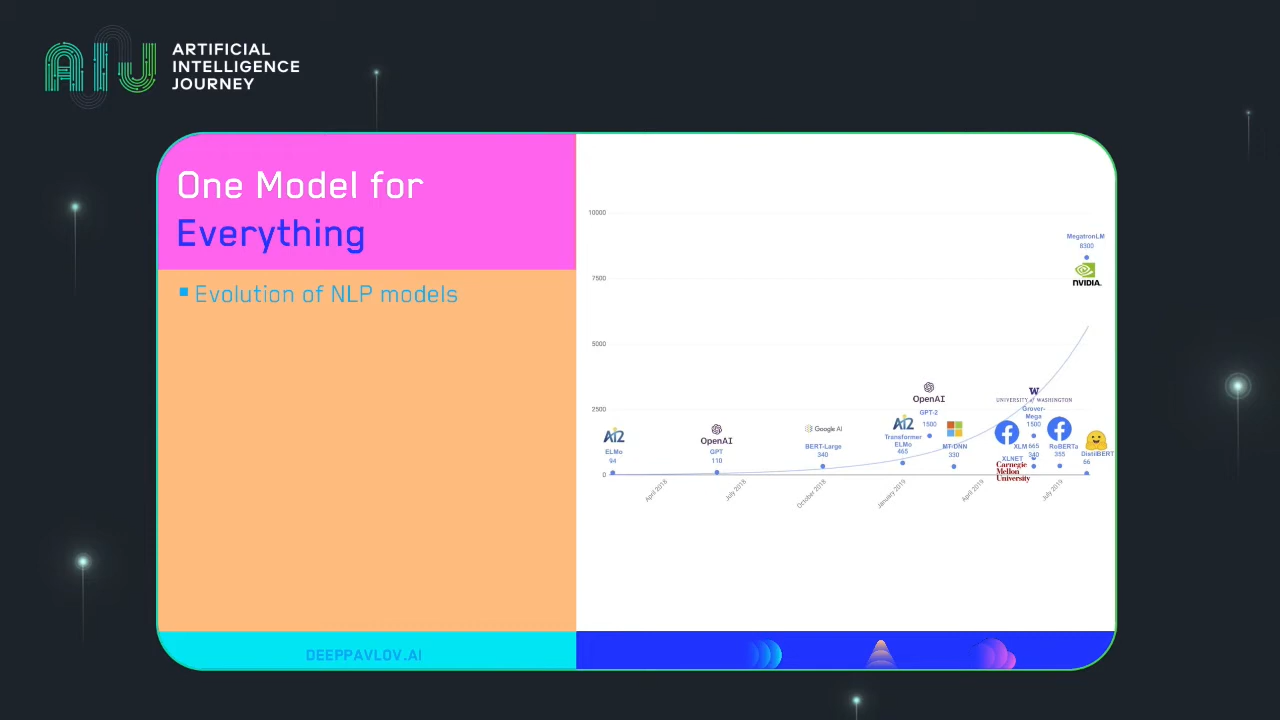 ARTIFICIAL
INTELLIGENCE
JOURNEY
One Model for
Everything
▪ Evolution of NLP models
10000
7500
5000
2500
0
MegatronLM
8300
NVIDIA.
Ai2
ELMo
94
OpenAI
GPT
110
Google AI
BERT-Large
340
Ai2
Transformer
ELMo
465
OpenAI
GPT-2
1500
MT-DNN
330
W
UNIVERSITY of WASHINGTON
Grover-
Mega
1500
XLM 665
XLNET 340
Carnegie
Mellon
University
RoBERTa
355
DistilBERT
66
April 2018
July 2018
October 2018
January 2019
April 2019
July 2019
DEEPPAVLOV.AI